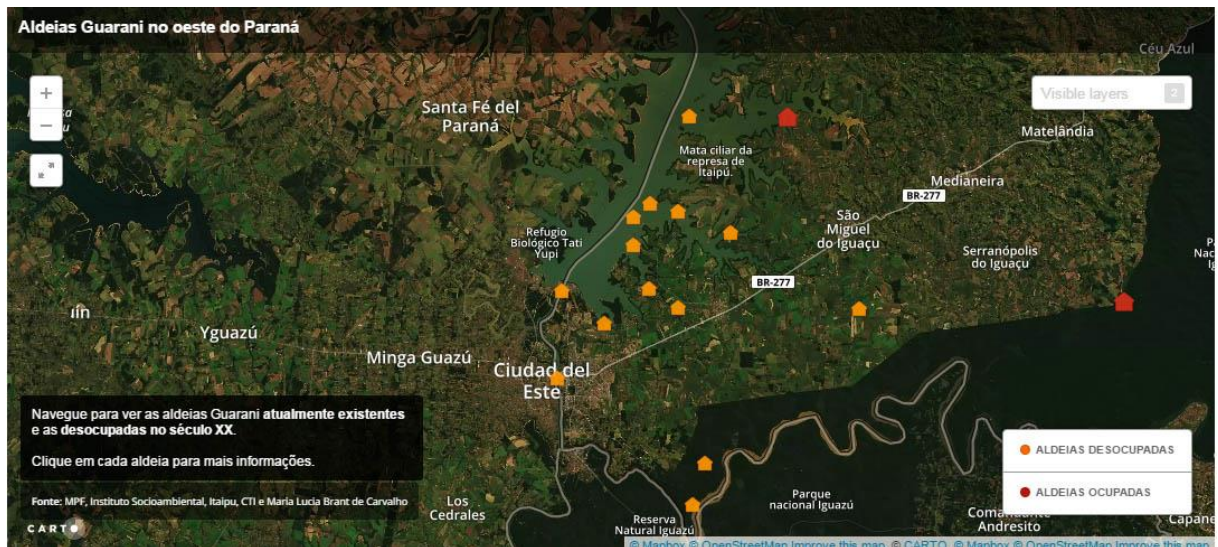 Aldeias Guarani no oeste do Paraná
Céu Azul
+
−
Visible layers 2
Santa Fé del
Paraná
Matelândia
Mata ciliar da
represa de
Itaipú.
Medianeira
BR-277
São
Miguel
do Iguaçu
Refugio
Biológico Tati
Yupi
Serranópolis
do Iguaçu
BR-277
Yguazú
Minga Guazú
Ciudad del
Este
Navegue para ver as aldeias Guarani atualmente existentes
e as desocupadas no século XX.
Clique em cada aldeia para mais informações.
Fonte: MPF, Instituto Socioambiental, Itaipu, CTI e Maria Lucia Brant de Carvalho
CARTO
Los
Cedrales
Reserva
Natural Iguazú
Parque
nacional Iguazú
ALDEIAS DESOCUPADAS
ALDEIAS OCUPADAS
Andresito
© Mapbox © OpenStreetMap Improve this map, © CARTO, © Mapbox © OpenStreetMap Improve this map